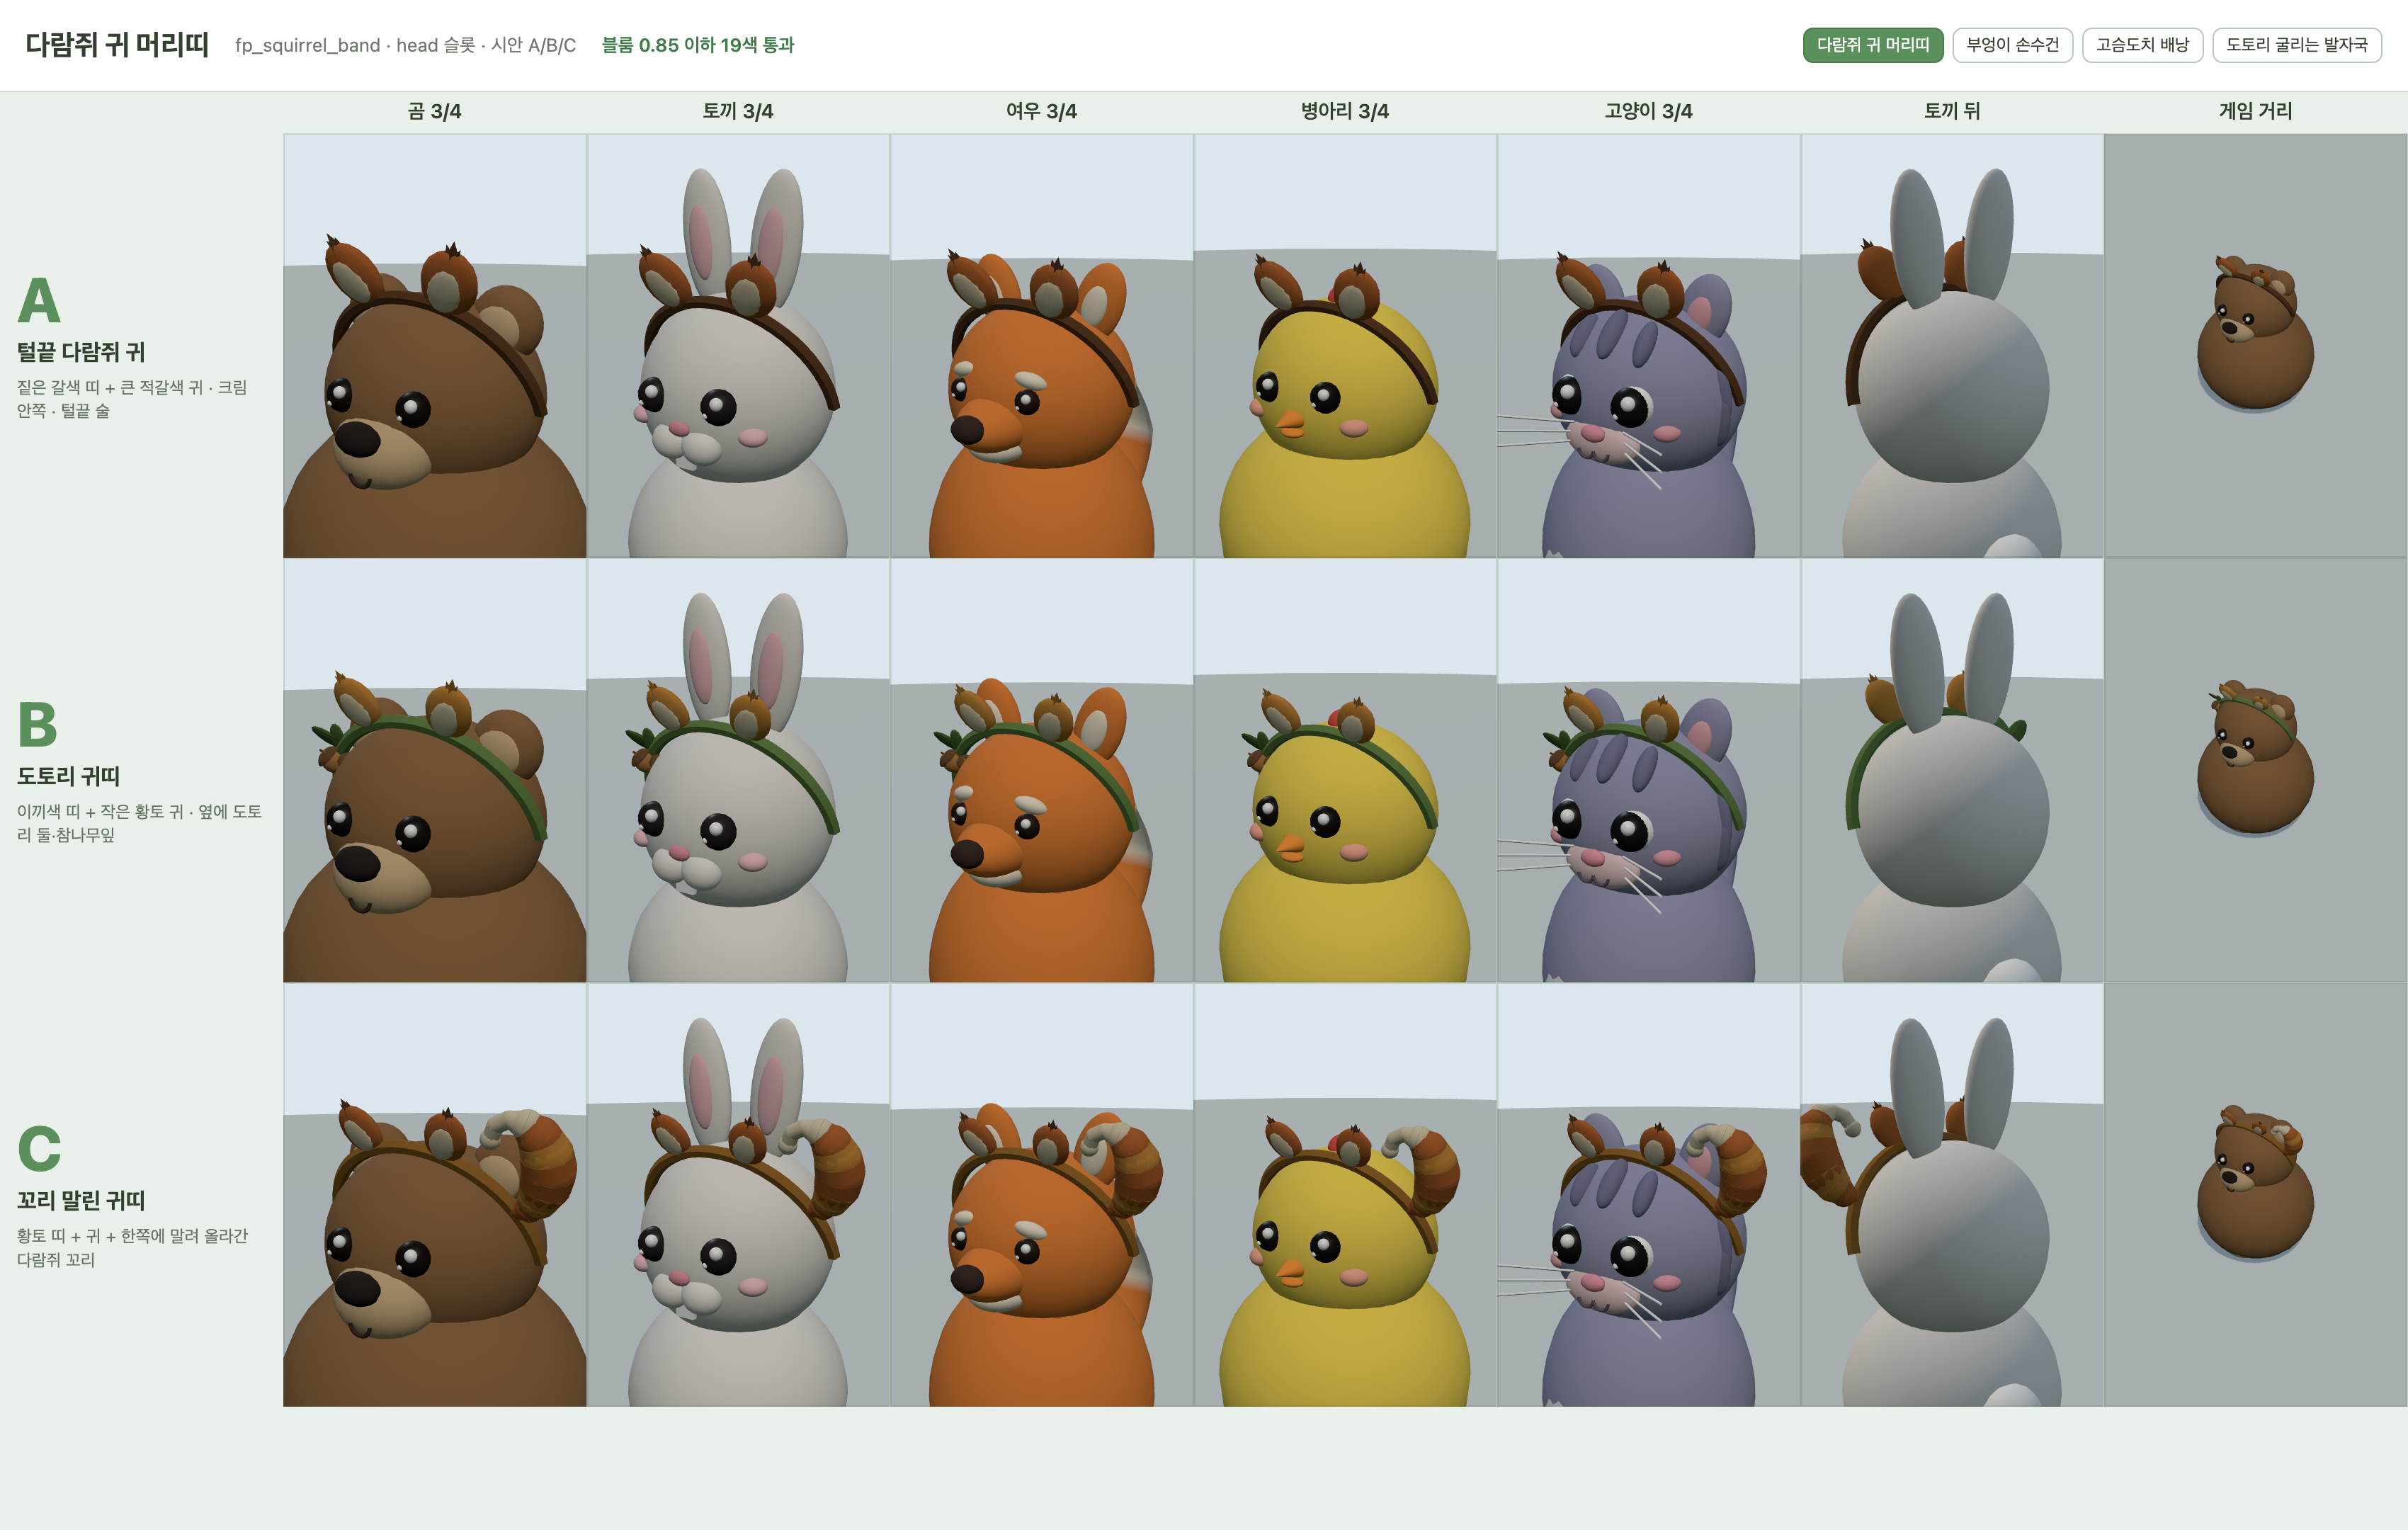 다람쥐 귀 머리띠
fp_squirrel_band · head 슬롯 · 시안 A/B/C
블룸 0.85 이하 19색 통과
다람쥐 귀 머리띠
부엉이 손수건
고슴도치 배낭
도토리 굴리는 발자국
곰 3/4
토끼 3/4
여우 3/4
병아리 3/4
고양이 3/4
토끼 뒤
게임 거리
A
털끝 다람쥐 귀
짙은 갈색 띠 + 큰 적갈색 귀 · 크림
안쪽 · 털끝 술
B
도토리 귀띠
이끼색 띠 + 작은 황토 귀 · 옆에 도토
리 둘·참나무잎
C
꼬리 말린 귀띠
황토 띠 + 귀 + 한쪽에 말려 올라간
다람쥐 꼬리